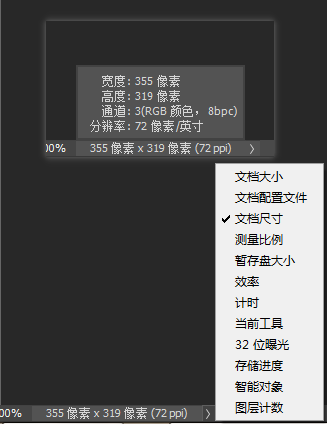 宽度：355 像素
高度：319 像素
通道：3(RGB 颜色，8bpc)
分辨率：72 像素/英寸
00% 355 像素 x 319 像素 (72 ppi)
文档大小
文档配置文件
文档尺寸
测量比例
暂存盘大小
效率
计时
当前工具
32 位曝光
存储进度
智能对象
图层计数
00% 355 像素 x 319 像素 (72 ppi)